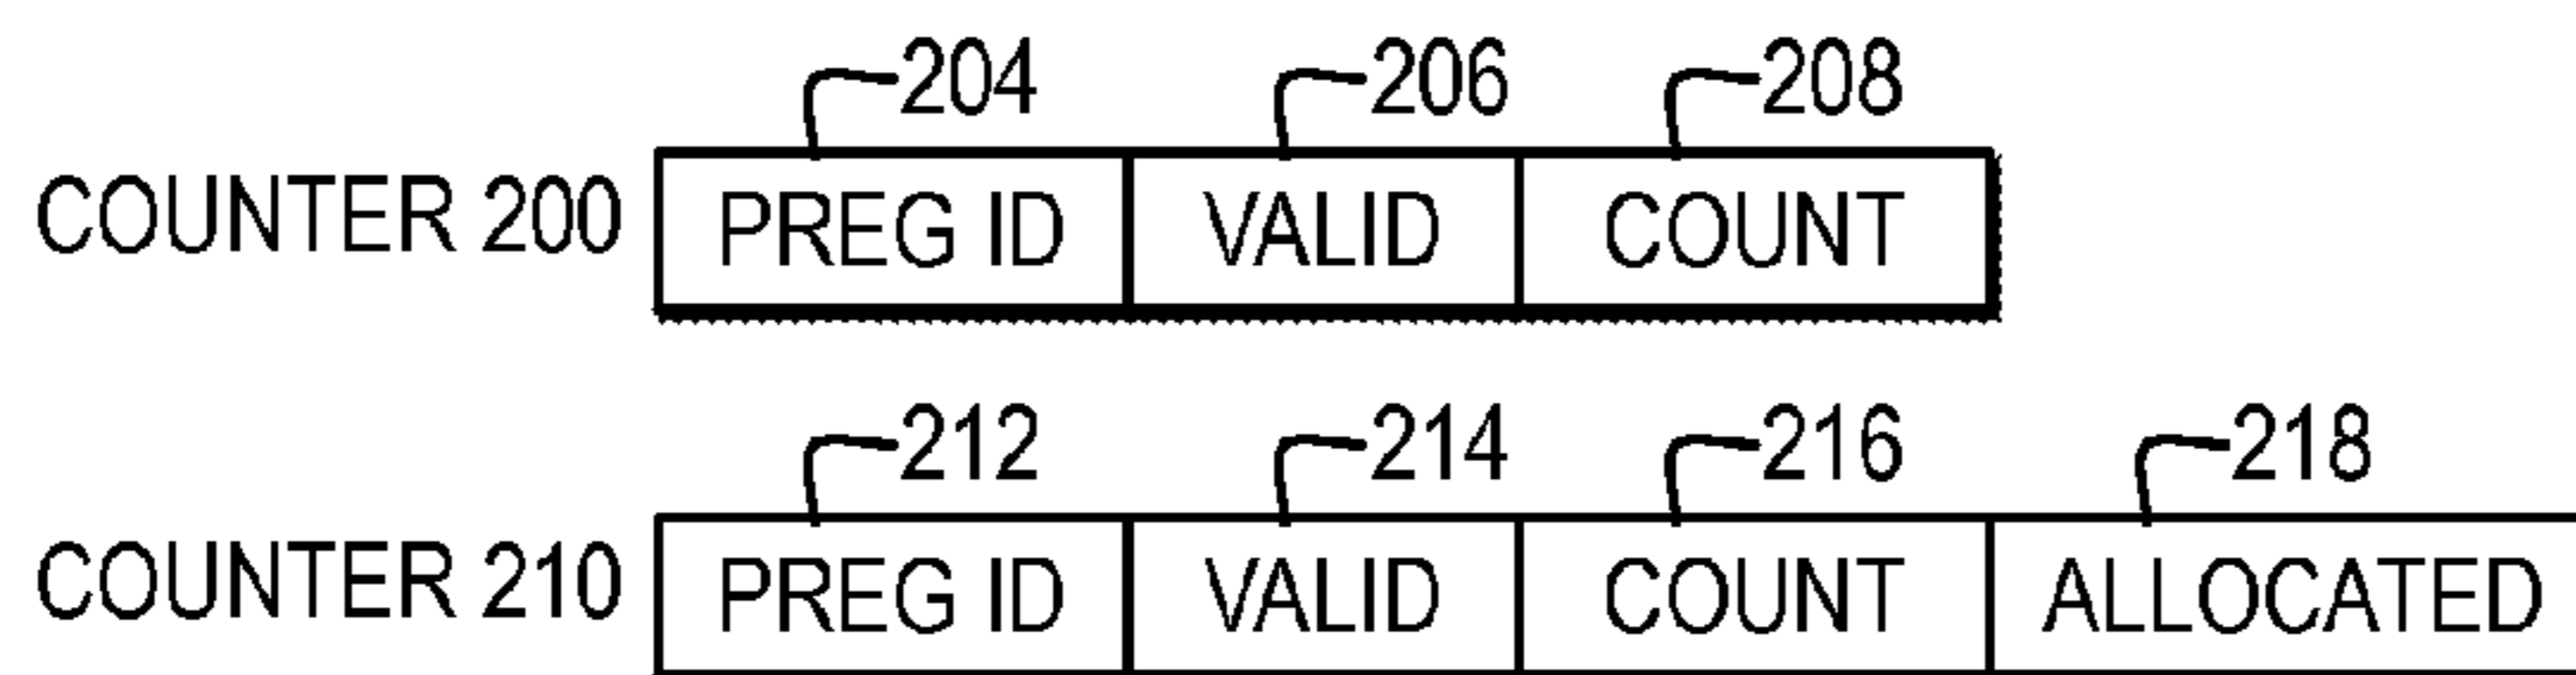 204 206 208
COUNTER 200 PREG ID VALID COUNT
212 214 216 218
COUNTER 210 PREG ID VALID COUNT ALLOCATED